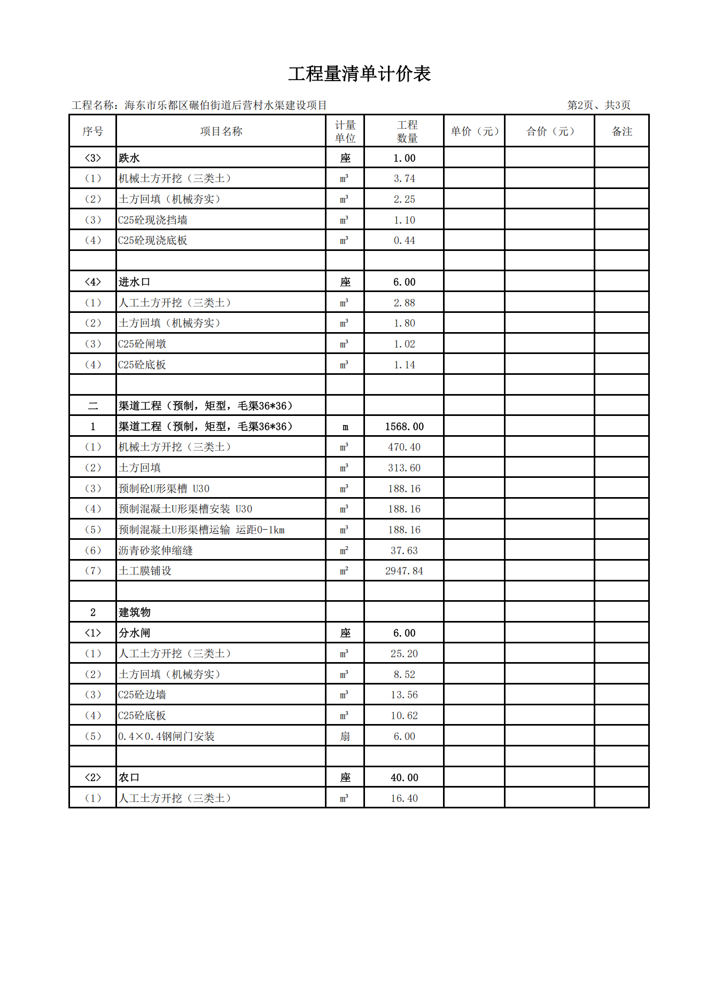 工程量清单计价表
工程名称：海东市乐都区碾伯街道后营村水渠建设项目 第2页、共3页
序号 项目名称 计量单位 工程数量 单价（元） 合价（元） 备注
<3> 跌水 座 1.00
（1） 机械土方开挖（三类土） m³ 3.74
（2） 土方回填（机械夯实） m³ 2.25
（3） C25砼现浇挡墙 m³ 1.10
（4） C25砼现浇底板 m³ 0.44
<4> 进水口 座 6.00
（1） 人工土方开挖（三类土） m³ 2.88
（2） 土方回填（机械夯实） m³ 1.80
（3） C25砼闸墩 m³ 1.02
（4） C25砼底板 m³ 1.14
二 渠道工程（预制，矩型，毛渠36*36）
1 渠道工程（预制，矩型，毛渠36*36） m 1568.00
（1） 机械土方开挖（三类土） m³ 470.40
（2） 土方回填 m³ 313.60
（3） 预制砼U形渠槽 U30 m³ 188.16
（4） 预制混凝土U形渠槽安装 U30 m³ 188.16
（5） 预制混凝土U形渠槽运输 运距0-1km m³ 188.16
（6） 沥青砂浆伸缩缝 m² 37.63
（7） 土工膜铺设 m² 2947.84
2 建筑物
<1> 分水闸 座 6.00
（1） 人工土方开挖（三类土） m³ 25.20
（2） 土方回填（机械夯实） m³ 8.52
（3） C25砼边墙 m³ 13.56
（4） C25砼底板 m³ 10.62
（5） 0.4×0.4钢闸门安装 扇 6.00
<2> 农口 座 40.00
（1） 人工土方开挖（三类土） m³ 16.40